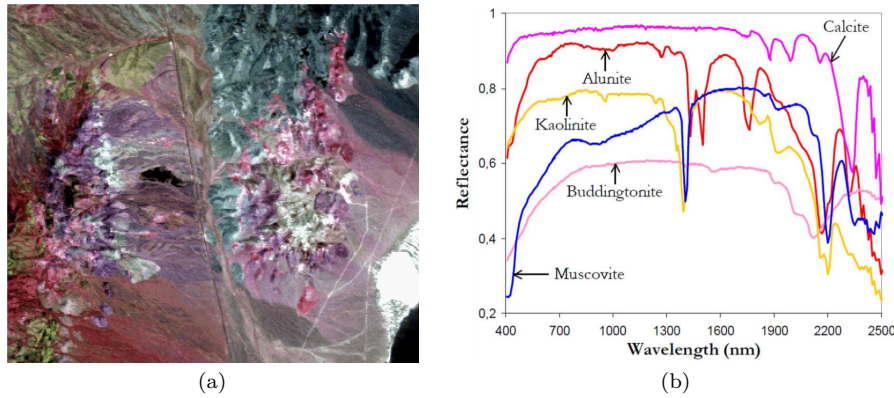 Reflectance
1
0.8
0.6
0.4
0,2
Calcite
Alunite
Kaolinite
Buddingtonite
Muscovite
400 700 1000 1300 1600 1900 2200 2500
Wavelength (nm)
(a) (b)